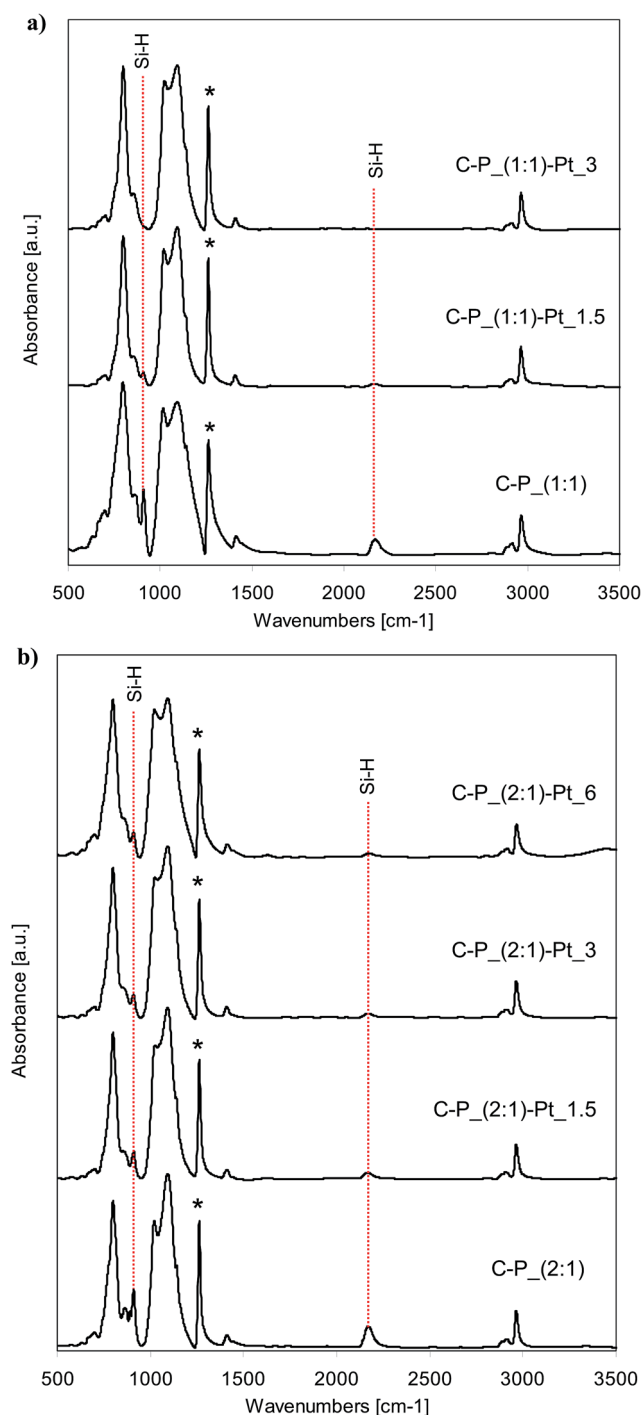 a)
Si-H
*
Si-H
C-P_(1:1)-Pt_3
*
C-P_(1:1)-Pt_1.5
*
C-P_(1:1)
Absorbance [a.u.]
500 1000 1500 2000 2500 3000 3500
Wavenumbers [cm-1]
b)
Si-H
*
Si-H
C-P_(2:1)-Pt_6
*
C-P_(2:1)-Pt_3
*
C-P_(2:1)-Pt_1.5
*
C-P_(2:1)
Absorbance [a.u.]
500 1000 1500 2000 2500 3000 3500
Wavenumbers [cm-1]